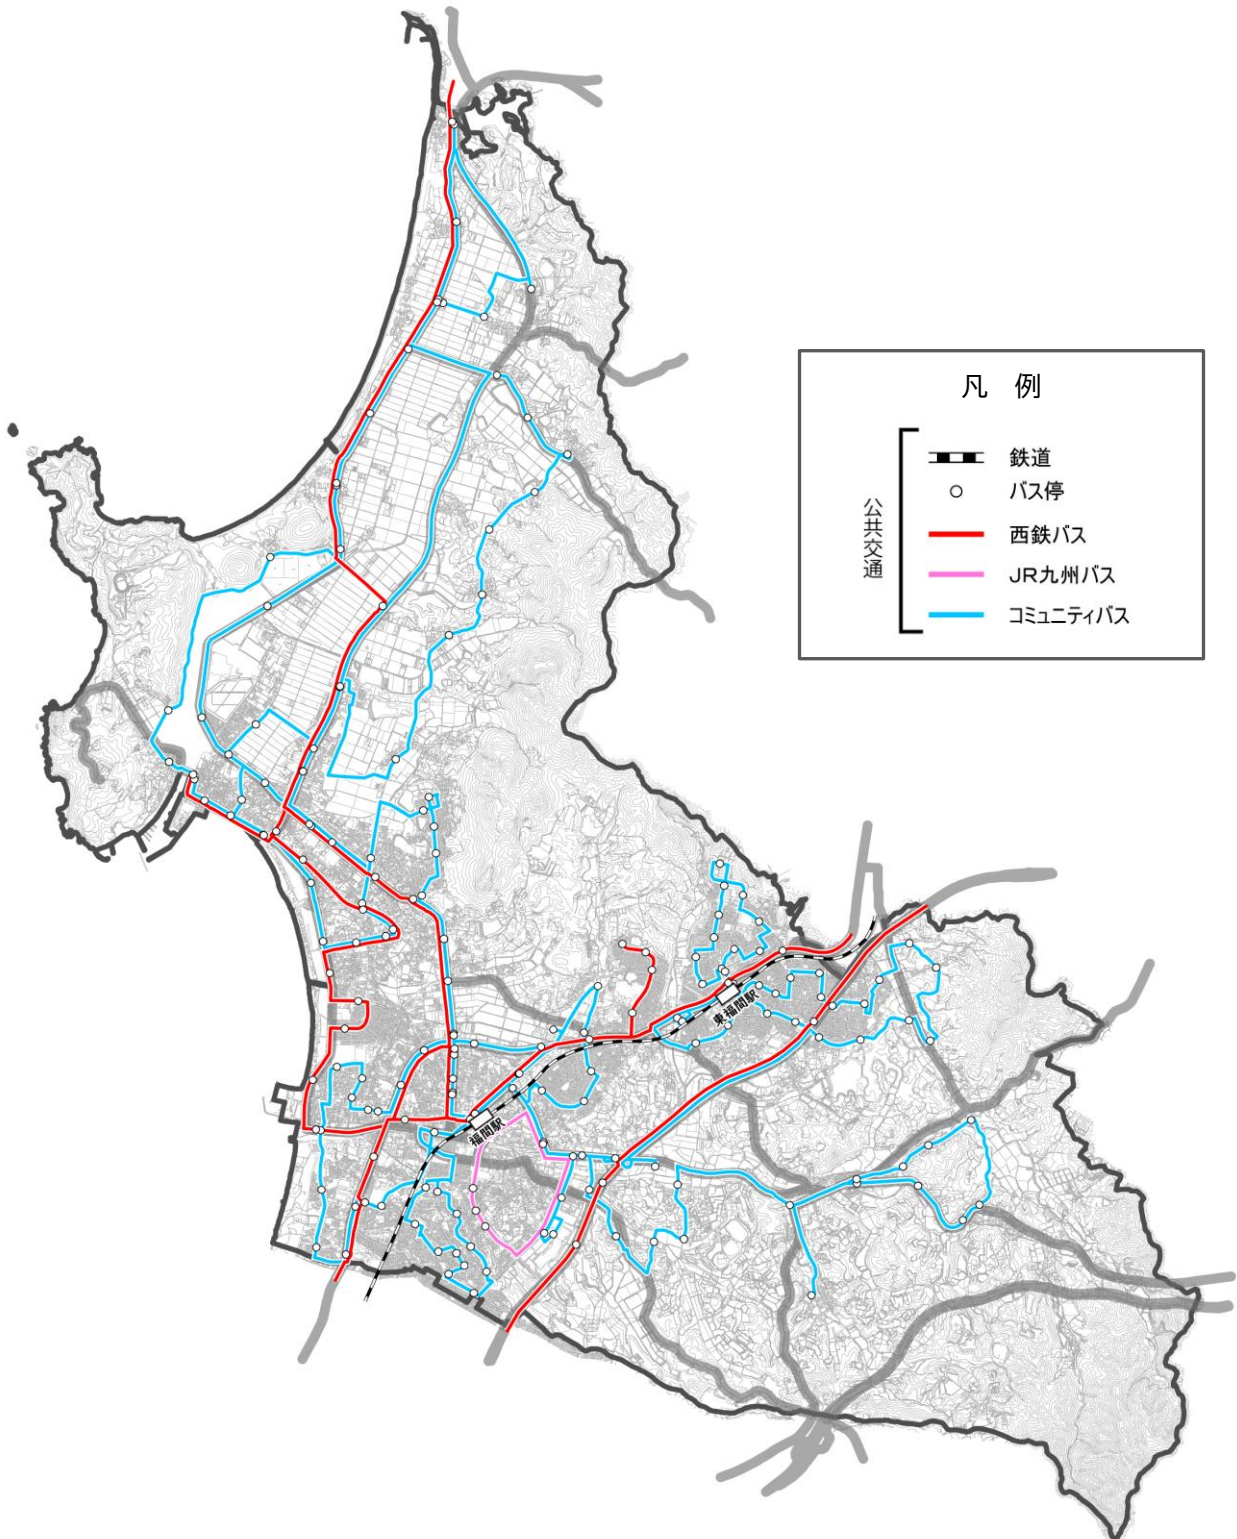 凡 例
公共交通
鉄道
バス停
西鉄バス
JR九州バス
コミュニティバス
東福間駅
福間駅